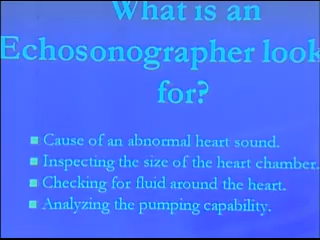 What is an
Echosonographer look
for?
Cause of an abnormal heart sound.
Inspecting the size of the heart chamber.
Checking for fluid around the heart.
Analyzing the pumping capability.